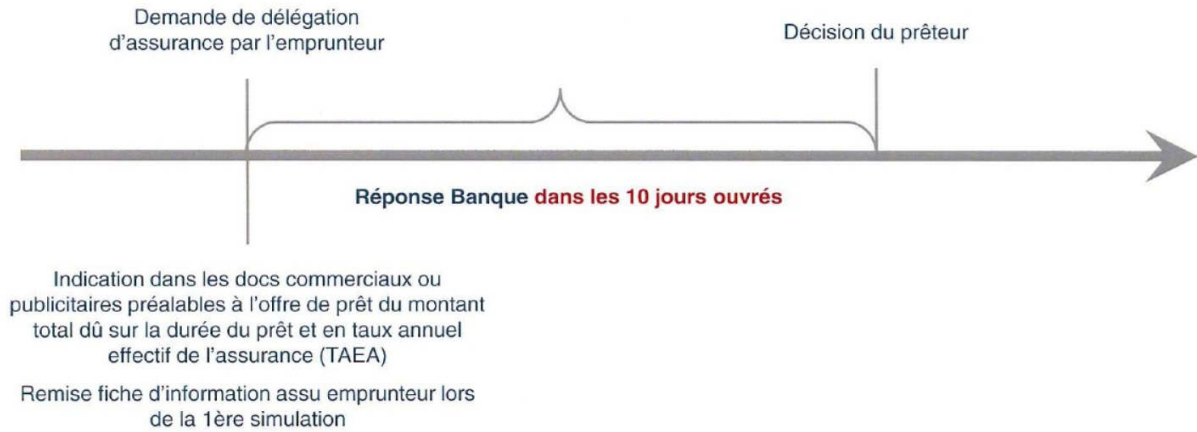 Demande de délégation
d'assurance par l'emprunteur
Décision du prêteur
Réponse Banque dans les 10 jours ouvrés
Indication dans les docs commerciaux ou
publicitaires préalables à l'offre de prêt du montant
total dû sur la durée du prêt et en taux annuel
effectif de l'assurance (TAEA)
Remise fiche d'information assu emprunteur lors
de la 1ère simulation